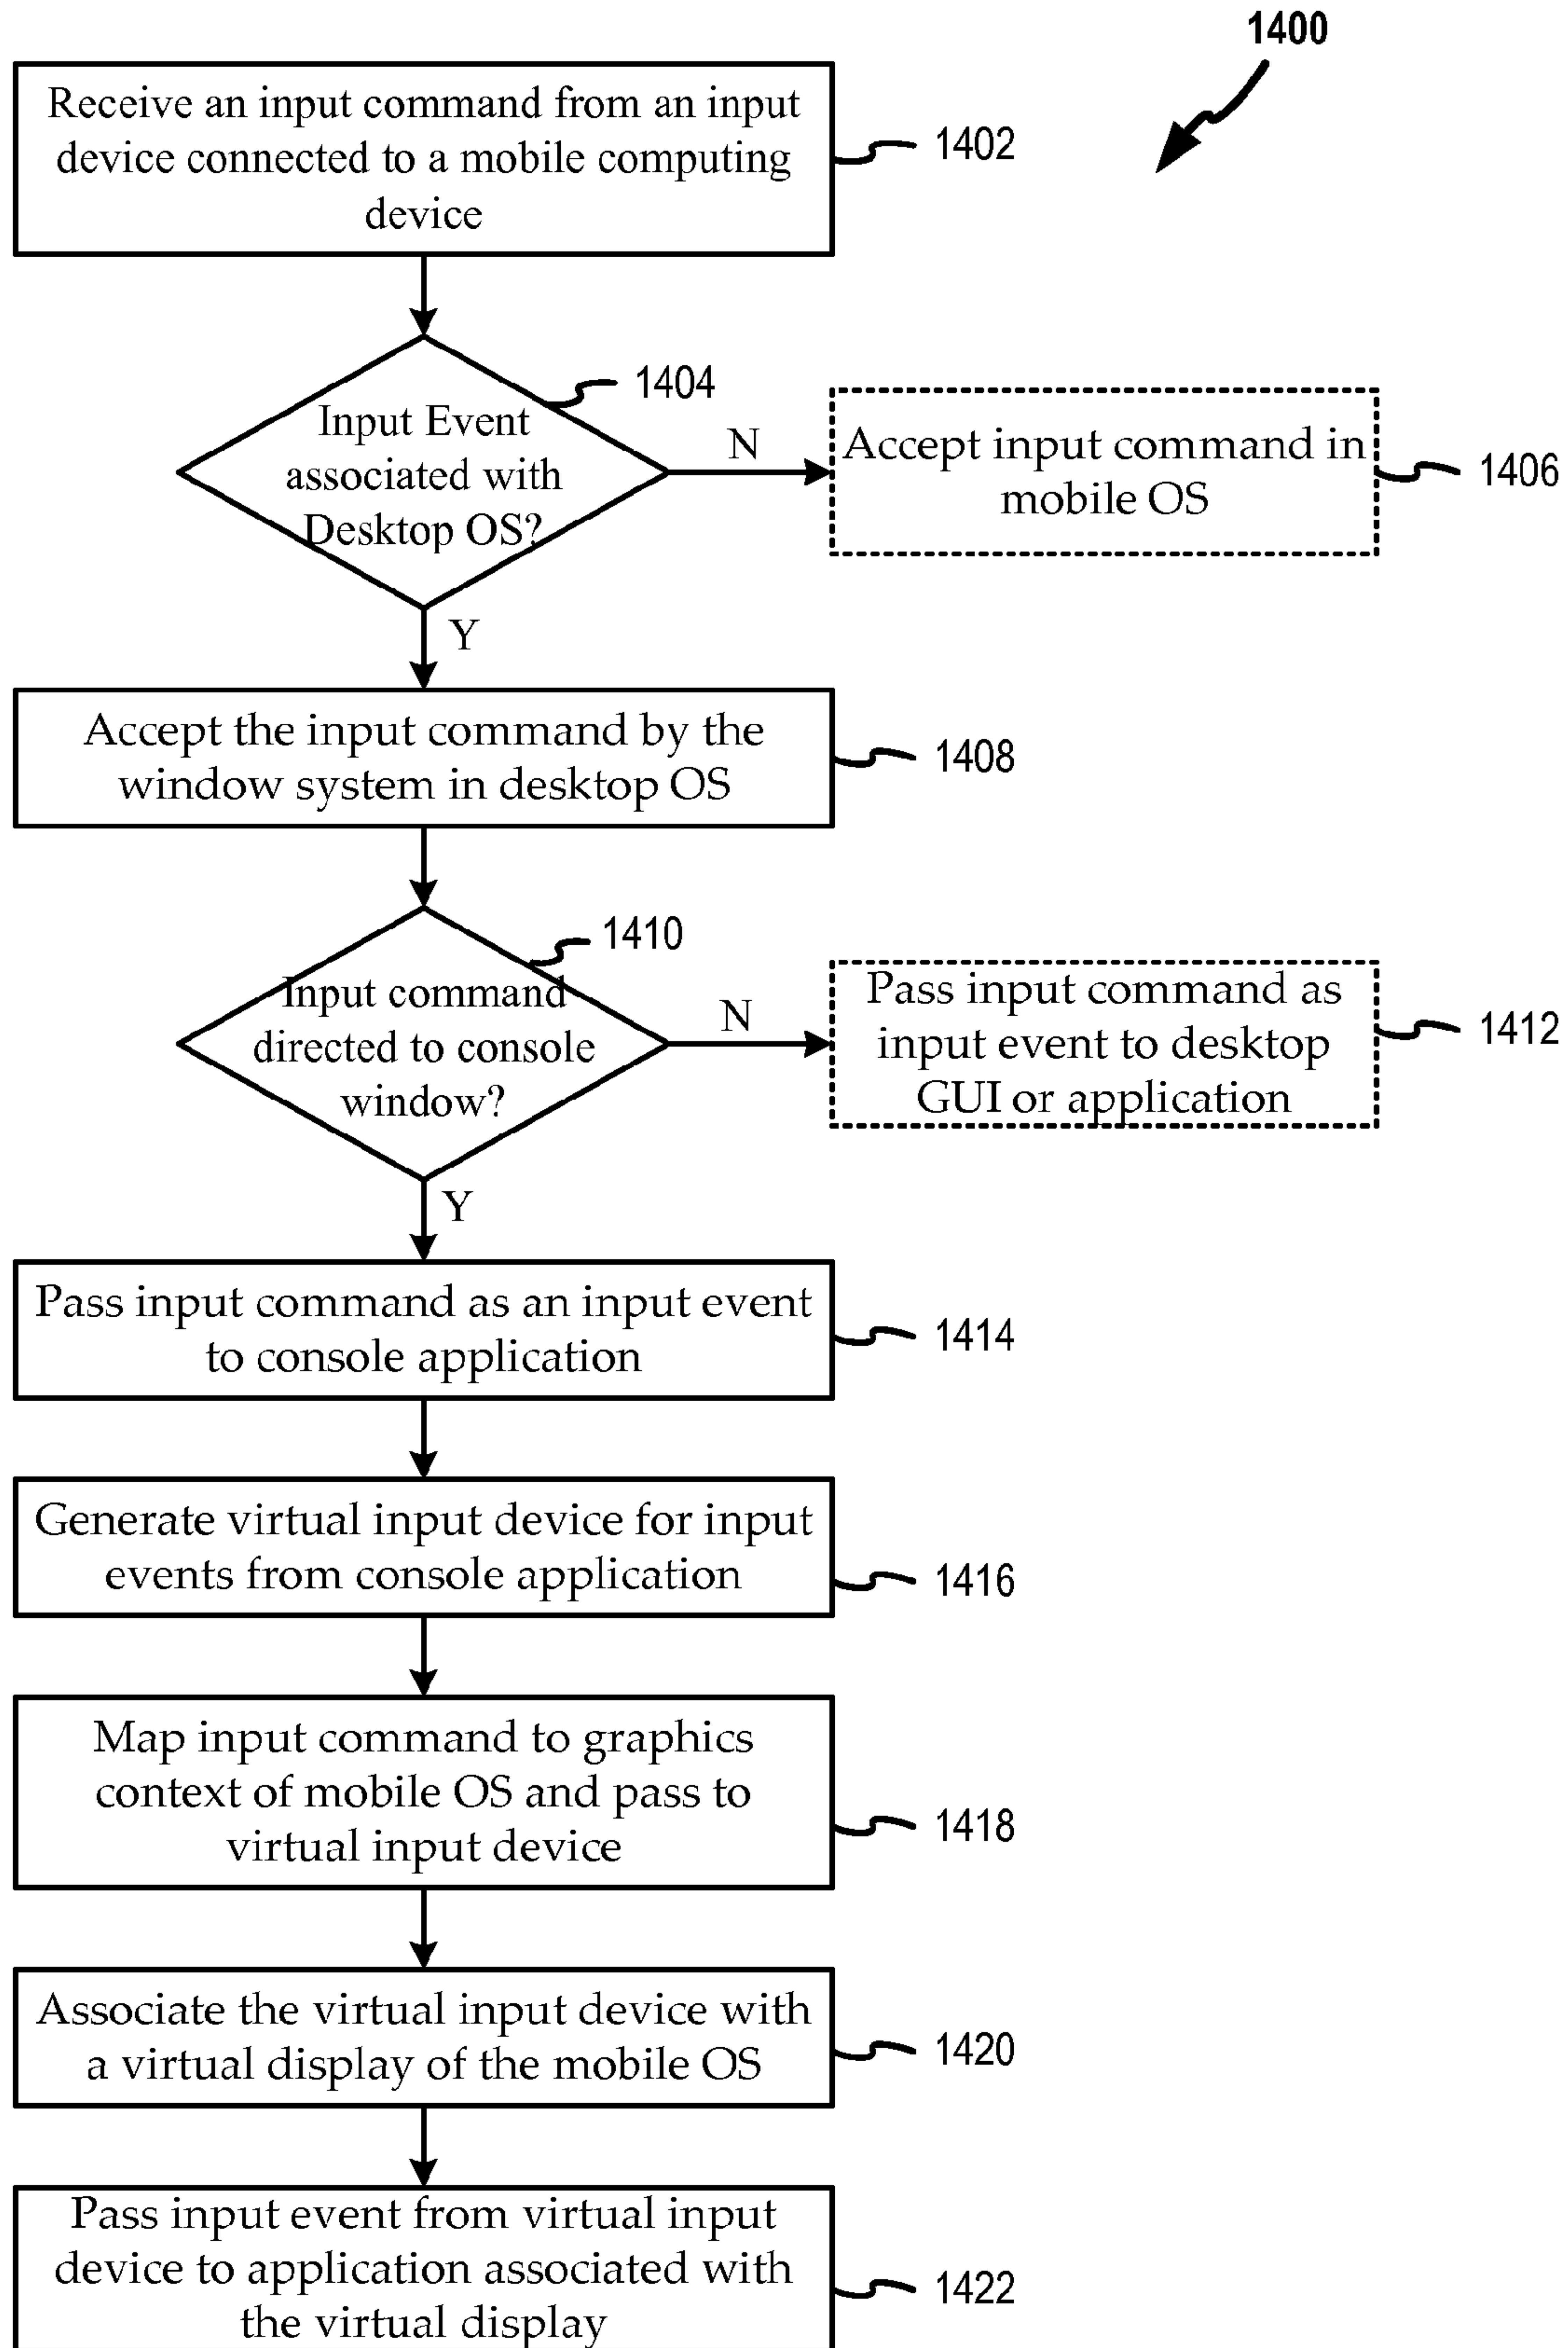 1400
Receive an input command from an input
device connected to a mobile computing
device
1402
Input Event
associated with
Desktop OS?
1404
N
Accept input command in
mobile OS
1406
Y
Accept the input command by the
window system in desktop OS
1408
Input command
directed to console
window?
1410
N
Pass input command as
input event to desktop
GUI or application
1412
Y
Pass input command as an input event
to console application
1414
Generate virtual input device for input
events from console application
1416
Map input command to graphics
context of mobile OS and pass to
virtual input device
1418
Associate the virtual input device with
a virtual display of the mobile OS
1420
Pass input event from virtual input
device to application associated with
the virtual display
1422